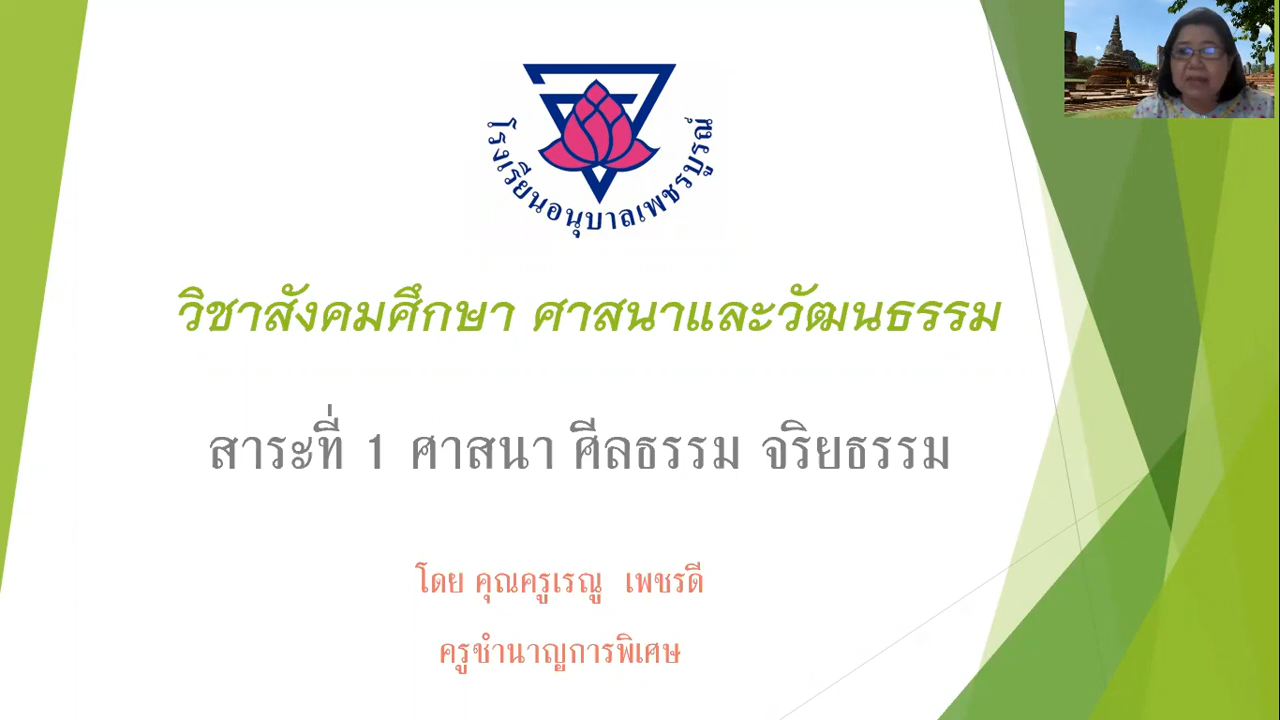 โรงเรียนอนุบาลเพชรบูรณ์
วิชาสังคมศึกษา ศาสนาและวัฒนธรรม
สาระที่ 1 ศาสนา ศีลธรรม จริยธรรม
โดย คุณครูเรณู เพชรดี
ครูชำนาญการพิเศษ